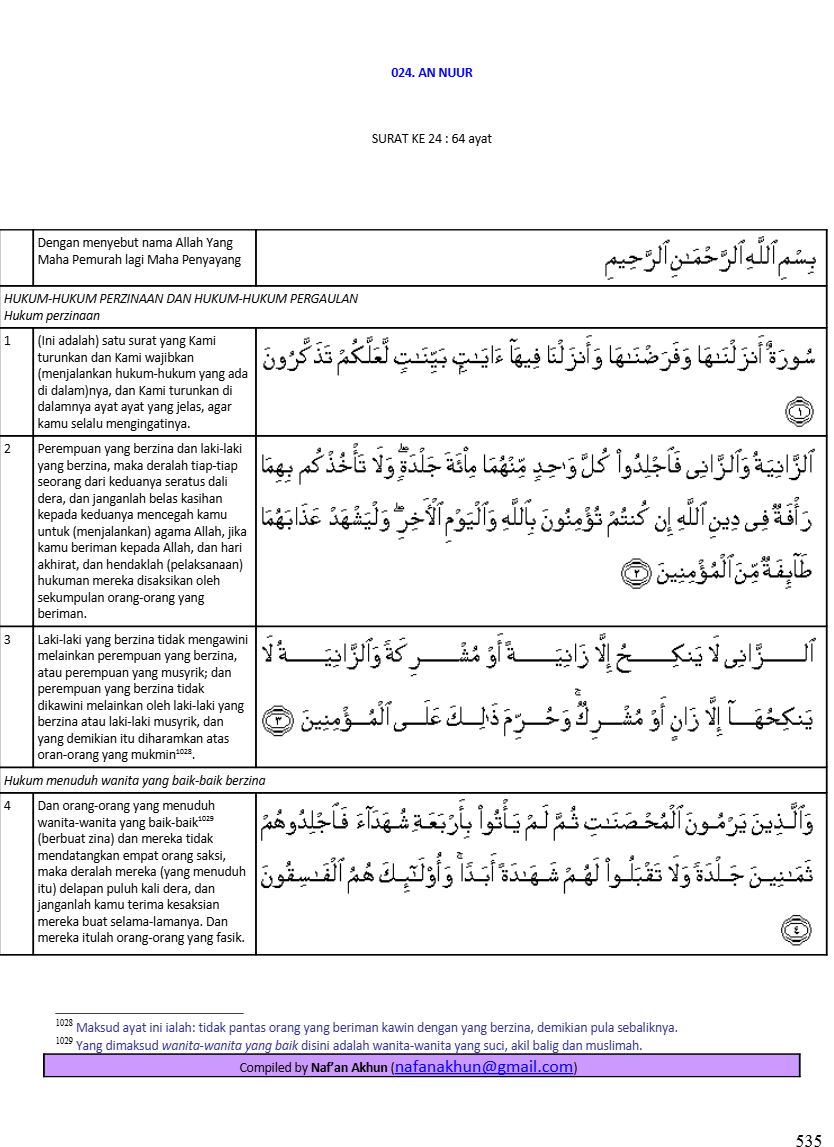 024. AN NUUR
SURAT KE 24 : 64 ayat
Dengan menyebut nama Allah Yang
Maha Pemurah lagi Maha Penyayang
بِسْمِ ٱللَّهِ ٱلرَّحْمَـٰنِ ٱلرَّحِيمِ
HUKUM-HUKUM PERZINAAN DAN HUKUM-HUKUM PERGAULAN
Hukum perzinaan
1
(Ini adalah) satu surat yang Kami
turunkan dan Kami wajibkan
(menjalankan hukum-hukum yang ada
di dalam)nya, dan Kami turunkan di
dalamnya ayat ayat yang jelas, agar
kamu selalu mengingatinya.
سُورَةٌ أَنزَلْنَـٰهَا وَفَرَضْنَـٰهَا وَأَنزَلْنَا فِيهَآ ءَايَـٰتٍۭ بَيِّنَـٰتٍ لَّعَلَّكُمْ تَذَكَّرُونَ
﴿١﴾
2
Perempuan yang berzina dan laki-laki
yang berzina, maka deralah tiap-tiap
seorang dari keduanya seratus dali
dera, dan janganlah belas kasihan
kepada keduanya mencegah kamu
untuk (menjalankan) agama Allah, jika
kamu beriman kepada Allah, dan hari
akhirat, dan hendaklah (pelaksanaan)
hukuman mereka disaksikan oleh
sekumpulan orang-orang yang
beriman.
ٱلزَّانِيَةُ وَٱلزَّانِى فَٱجْلِدُوا۟ كُلَّ وَٰحِدٍ مِّنْهُمَا مِا۟ئَةَ جَلْدَةٍ ۖ وَلَا تَأْخُذْكُم بِهِمَا
رَأْفَةٌ فِى دِينِ ٱللَّهِ إِن كُنتُمْ تُؤْمِنُونَ بِٱللَّهِ وَٱلْيَوْمِ ٱلْأَخِرِ ۖ وَلْيَشْهَدْ عَذَابَهُمَا
طَآئِفَةٌ مِّنَ ٱلْمُؤْمِنِينَ ﴿٢﴾
3
Laki-laki yang berzina tidak mengawini
melainkan perempuan yang berzina,
atau perempuan yang musyrik; dan
perempuan yang berzina tidak
dikawini melainkan oleh laki-laki yang
berzina atau laki-laki musyrik, dan
yang demikian itu diharamkan atas
oran-orang yang mukmin1028.
ٱلزَّانِى لَا يَنكِحُ إِلَّا زَانِيَةً أَوْ مُشْرِكَةً وَٱلزَّانِيَةُ لَا
يَنكِحُهَآ إِلَّا زَانٍ أَوْ مُشْرِكٌ ۚ وَحُرِّمَ ذَٰلِكَ عَلَى ٱلْمُؤْمِنِينَ ﴿٣﴾
Hukum menuduh wanita yang baik-baik berzina
4
Dan orang-orang yang menuduh
wanita-wanita yang baik-baik1029
(berbuat zina) dan mereka tidak
mendatangkan empat orang saksi,
maka deralah mereka (yang menuduh
itu) delapan puluh kali dera, dan
janganlah kamu terima kesaksian
mereka buat selama-lamanya. Dan
mereka itulah orang-orang yang fasik.
وَٱلَّذِينَ يَرْمُونَ ٱلْمُحْصَنَـٰتِ ثُمَّ لَمْ يَأْتُوا۟ بِأَرْبَعَةِ شُهَدَآءَ فَٱجْلِدُوهُمْ
ثَمَـٰنِينَ جَلْدَةً وَلَا تَقْبَلُوا۟ لَهُمْ شَهَـٰدَةً أَبَدًا ۚ وَأُو۟لَـٰٓئِكَ هُمُ ٱلْفَـٰسِقُونَ
﴿٤﴾
1028 Maksud ayat ini ialah: tidak pantas orang yang beriman kawin dengan yang berzina, demikian pula sebaliknya.
1029 Yang dimaksud wanita-wanita yang baik disini adalah wanita-wanita yang suci, akil balig dan muslimah.
Compiled by Naf’an Akhun (nafanakhun@gmail.com)
535